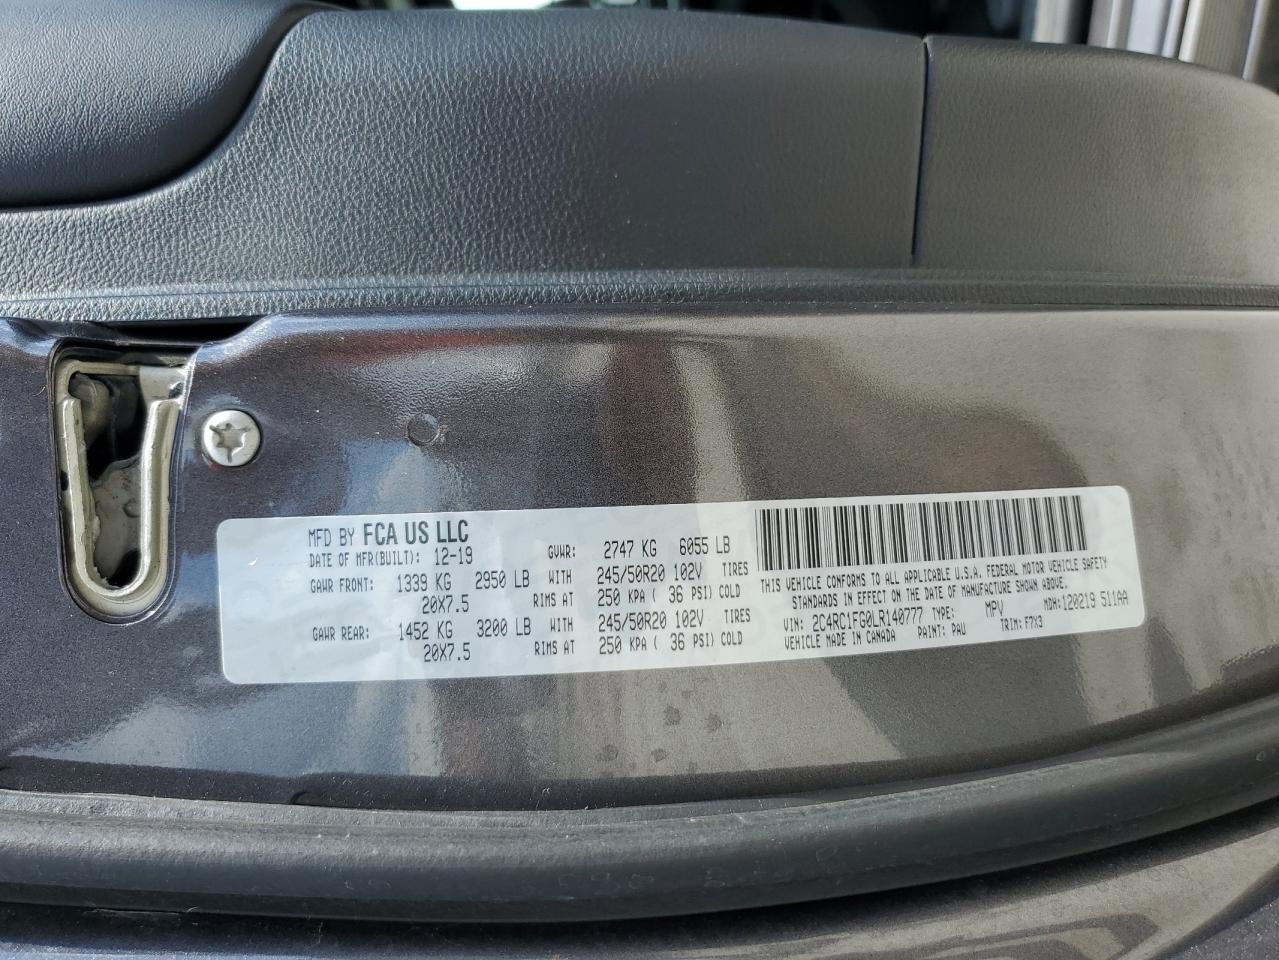 MFD BY FCA US LLC
DATE OF MFR(BUILT): 12-19 GVWR: 2747 KG 6055 LB
GAWR FRONT: 1339 KG 2950 LB WITH 245/50R20 102V TIRES
20X7.5 RIMS AT 250 KPA ( 36 PSI) COLD
GAWR REAR: 1452 KG 3200 LB WITH 245/50R20 102V TIRES
20X7.5 RIMS AT 250 KPA ( 36 PSI) COLD
THIS VEHICLE CONFORMS TO ALL APPLICABLE U.S.A. FEDERAL MOTOR VEHICLE SAFETY
STANDARDS IN EFFECT ON THE DATE OF MANUFACTURE SHOWN ABOVE.
VIN: 2C4RC1FG0LR140777 TYPE: MPV MDH: 120219 511AA
VEHICLE MADE IN CANADA PAINT: PAU TRIM: F7X3